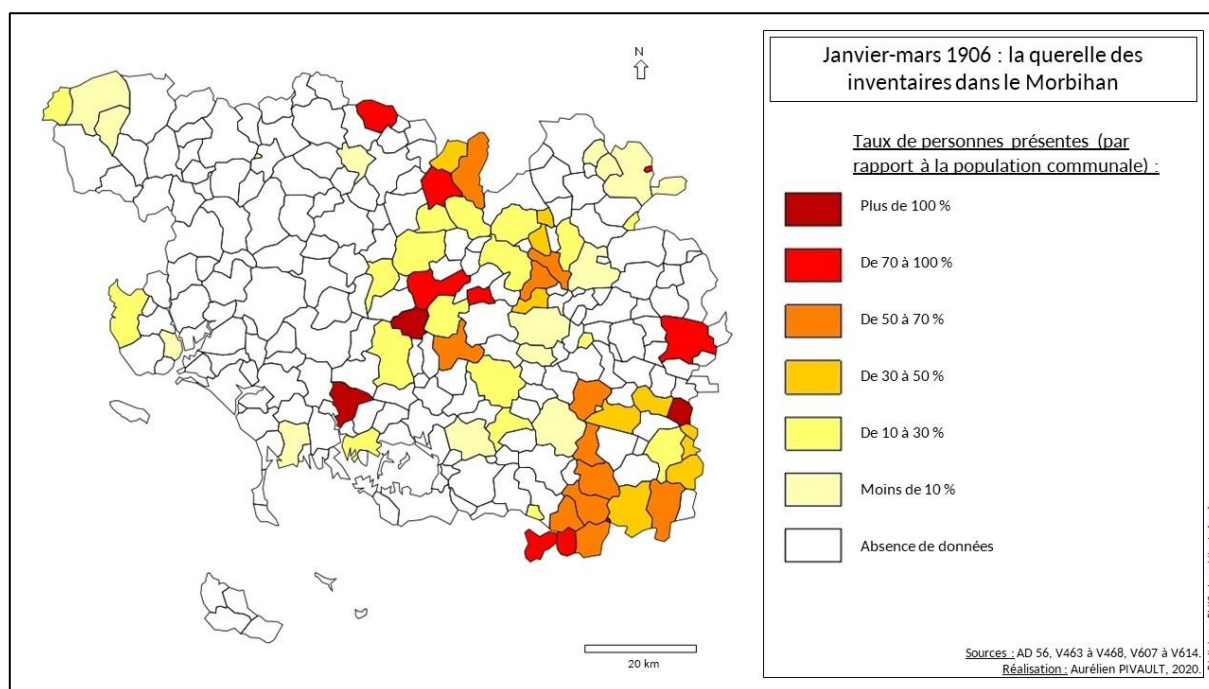 N
Janvier-mars 1906 : la querelle des
inventaires dans le Morbihan
Taux de personnes présentes (par
rapport à la population communale) :
Plus de 100 %
De 70 à 100 %
De 50 à 70 %
De 30 à 50 %
De 10 à 30 %
Moins de 10 %
Absence de données
20 km
Sources : AD 56, V463 à V468, V607 à V614.
Réalisation : Aurélien PIVAULT, 2020.